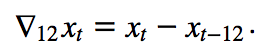 ∇₁₂xₜ = xₜ − xₜ₋₁₂.